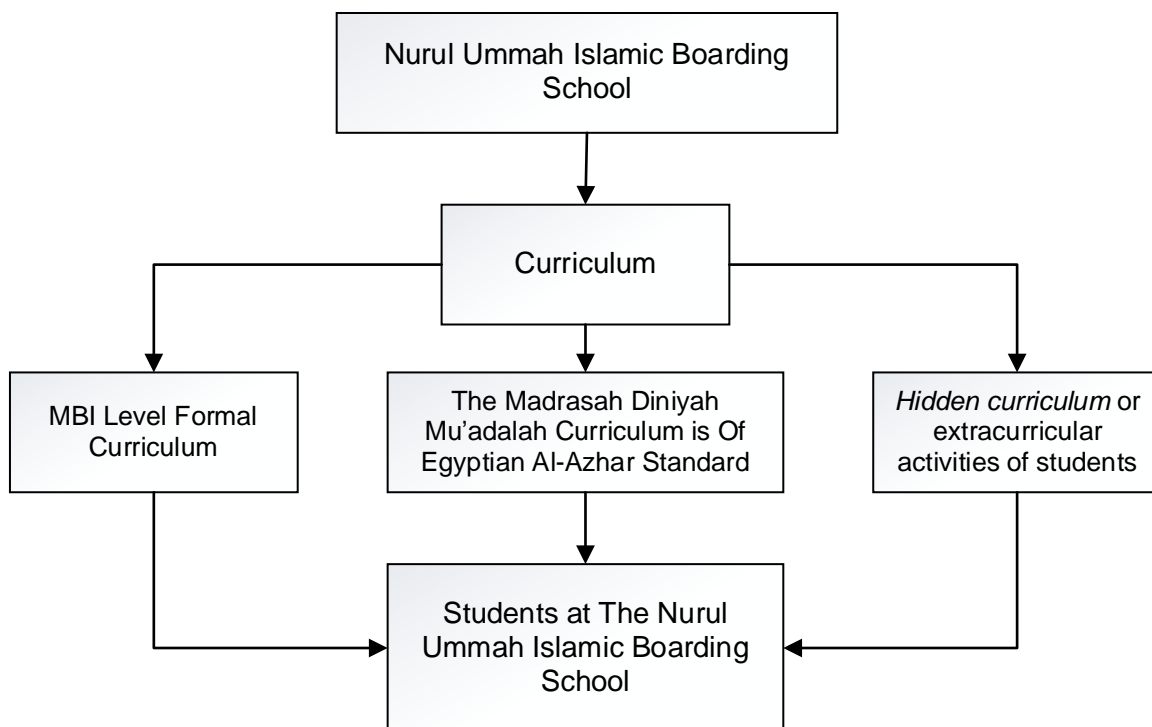 Nurul Ummah Islamic Boarding
School
Curriculum
MBI Level Formal
Curriculum
The Madrasah Diniyah
Mu’adalah Curriculum is Of
Egyptian Al-Azhar Standard
Hidden curriculum or
extracurricular
activities of students
Students at The Nurul
Ummah Islamic Boarding
School